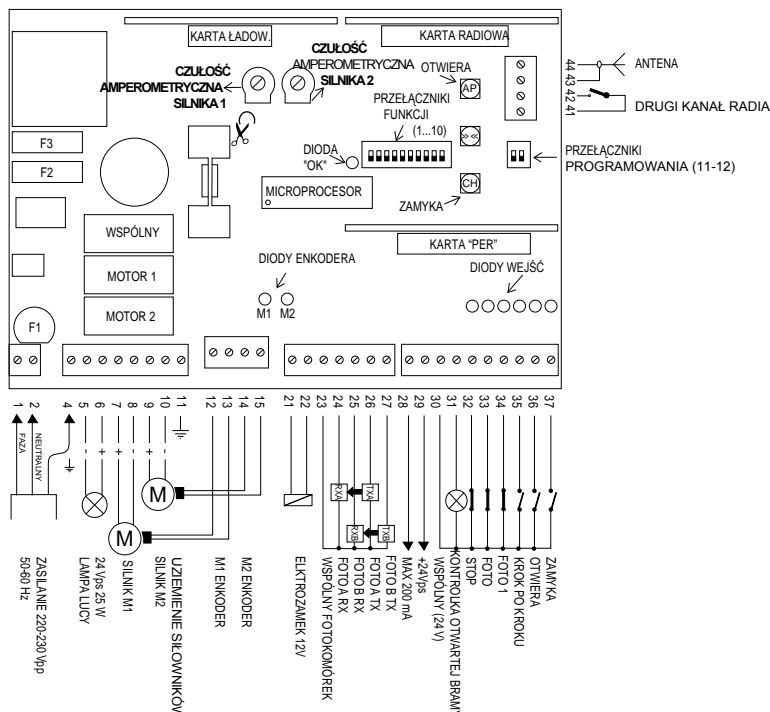 KARTA ŁADOW.
KARTA RADIOWA
CZUŁOŚĆ
AMPEROMETRYCZNA
SILNIKA 1
CZUŁOŚĆ
AMPEROMETRYCZNA
SILNIKA 2
OTWIERA
AP
PRZEŁĄCZNIKI
FUNKCJI
(1...10)
44
43
42
41
ANTENA
DRUGI KANAŁ RADIA
F3
F2
DIODA
"OK"
PRZEŁĄCZNIKI
PROGRAMOWANIA (11-12)
MICROPROCESOR
CH
ZAMYKA
WSPÓLNY
MOTOR 1
MOTOR 2
KARTA “PER”
DIODY ENKODERA
M1 M2
DIODY WEJŚĆ
F1
1
2
4
5
6
7
8
9
10
11
12
13
14
15
21
22
23
24
25
26
27
28
29
30
31
32
33
34
35
36
37
FAZA
NEUTRALNY
- + + - + -
M
M
RXA
TXA
RXB
TXB
ZASILANIE 220-230 Vpp
50-60 Hz
24 Vps 25 W
LAMPA LUCY
SILNIK M1
SILNIK M2
UZIEMIENIE SIŁOWNIKÓW
M1 ENKODER
M2 ENKODER
ELKTROZAMEK 12V
WSPÓLNY FOTOKOMÓREK
FOTO A RX
FOTO B RX
FOTO A TX
FOTO B TX
MAX 200 mA
+24Vps
WSPÓLNY (24 V)
KONTROLKA OTWARTEJ BRAMY
STOP
FOTO
FOTO 1
KROK PO KROKU
OTWIERA
ZAMYKA